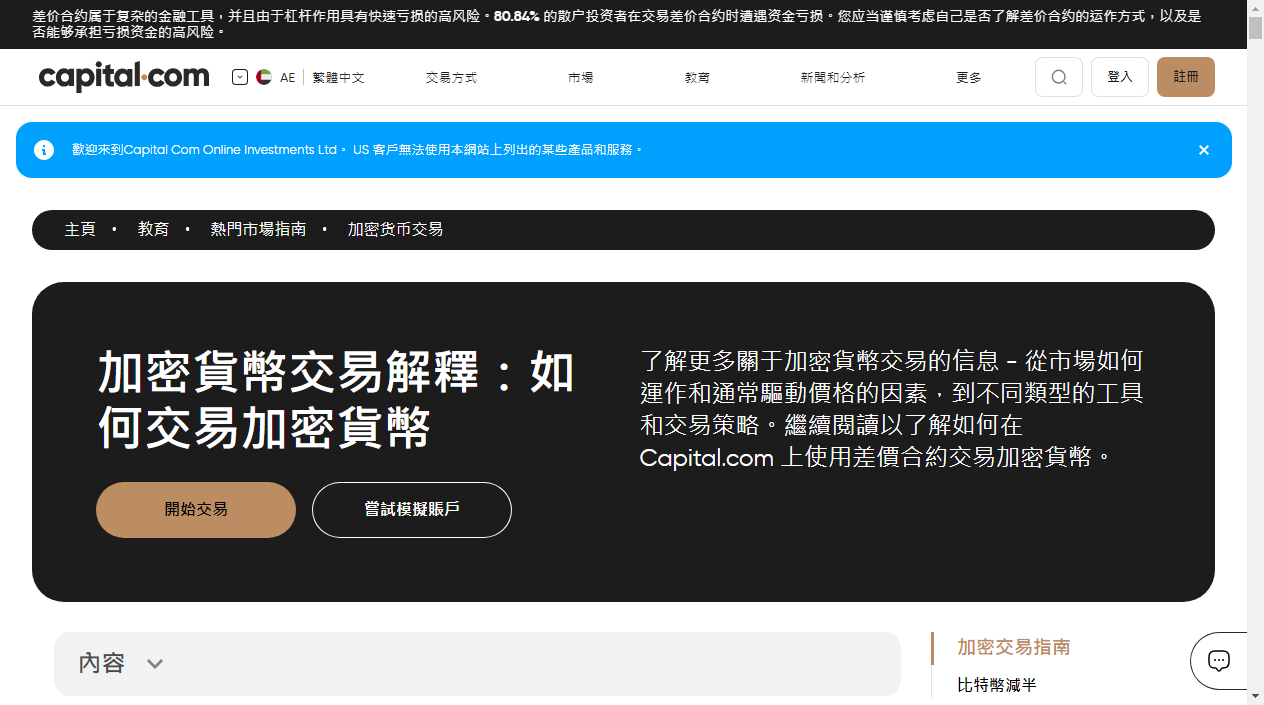 差价合约属于复杂的金融工具，并且由于杠杆作用具有快速亏损的高风险。80.84% 的散户投资者在交易差价合约时遭遇资金亏损。您应当谨慎考虑自己是否了解差价合约的运作方式，以及是
否能够承担亏损资金的高风险。
capital.com AE 繁體中文 交易方式 市場 教育 新聞和分析 更多 登入 註冊
歡迎來到Capital Com Online Investments Ltd。 US 客戶無法使用本網站上列出的某些產品和服務。
主頁 • 教育 • 熱門市場指南 • 加密货币交易
加密貨幣交易解釋：如
何交易加密貨幣
開始交易 嘗試模擬賬戶
了解更多關于加密貨幣交易的信息 – 從市場如何
運作和通常驅動價格的因素，到不同類型的工具
和交易策略。繼續閱讀以了解如何在
Capital.com 上使用差價合約交易加密貨幣。
內容
加密交易指南
比特幣減半